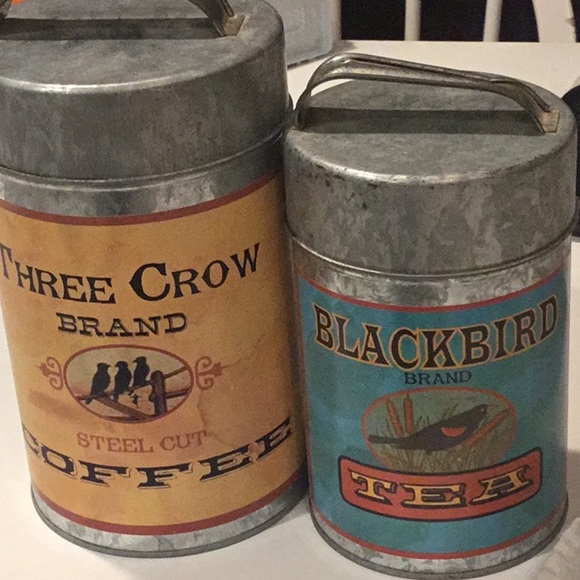 THREE CROW
BRAND
STEEL CUT
COFFEE
BLACKBIRD
BRAND
TEA